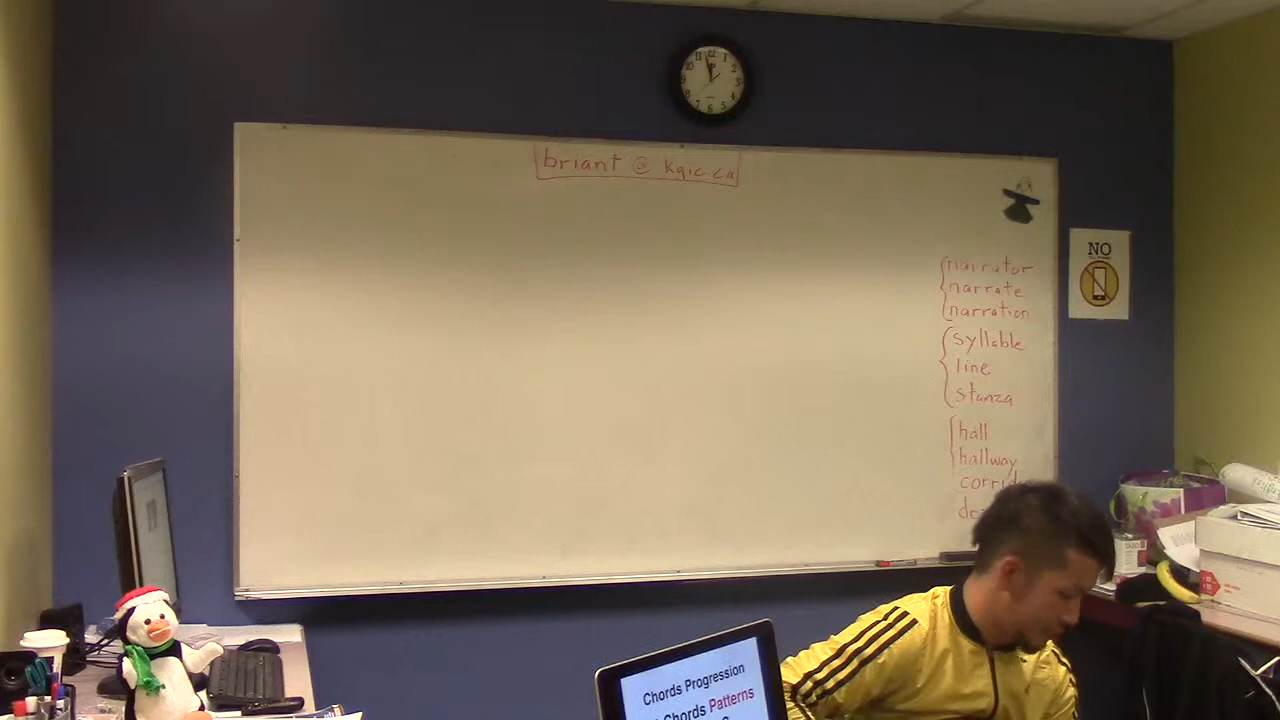 briant @ kgic.ca
NO
narrator
narrate
narration
syllable
line
stanza
hall
hallway
Chords Progression
Chords Patterns